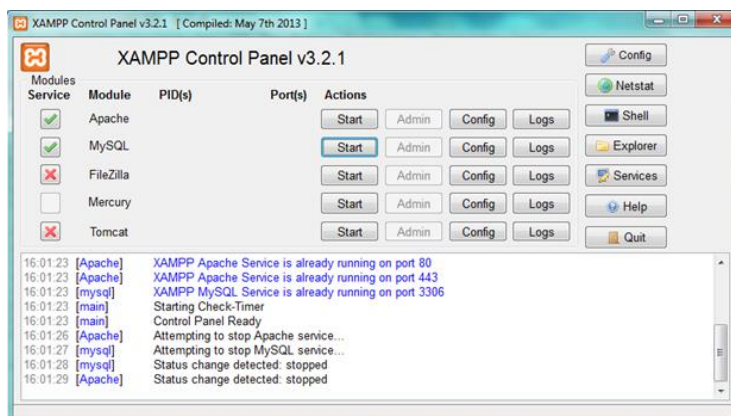 XAMPP Control Panel v3.2.1 [ Compiled: May 7th 2013 ]
XAMPP Control Panel v3.2.1
Config
Modules
Service Module PID(s) Port(s) Actions
Netstat
Apache Start Admin Config Logs
Shell
MySQL Start Admin Config Logs
Explorer
FileZilla Start Admin Config Logs
Services
Mercury Start Admin Config Logs
Help
Tomcat Start Admin Config Logs
Quit
16:01:23 [Apache] XAMPP Apache Service is already running on port 80
16:01:23 [Apache] XAMPP Apache Service is already running on port 443
16:01:23 [mysql] XAMPP MySQL Service is already running on port 3306
16:01:23 [main] Starting Check-Timer
16:01:23 [main] Control Panel Ready
16:01:26 [Apache] Attempting to stop Apache service...
16:01:27 [mysql] Attempting to stop MySQL service...
16:01:28 [mysql] Status change detected: stopped
16:01:29 [Apache] Status change detected: stopped